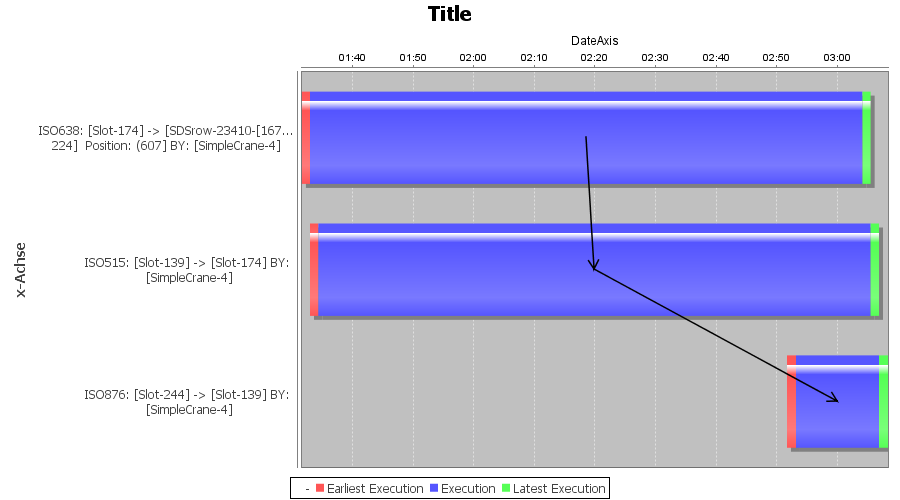 Title
DateAxis
01:40 01:50 02:00 02:10 02:20 02:30 02:40 02:50 03:00
ISO638: [Slot-174] -> [SDSrow-23410-[167...
224]  Position: (607] BY: [SimpleCrane-4]
x-Achse
ISO515: [Slot-139] -> [Slot-174] BY:
[SimpleCrane-4]
ISO876: [Slot-244] -> [Slot-139] BY:
[SimpleCrane-4]
- Earliest Execution Execution Latest Execution